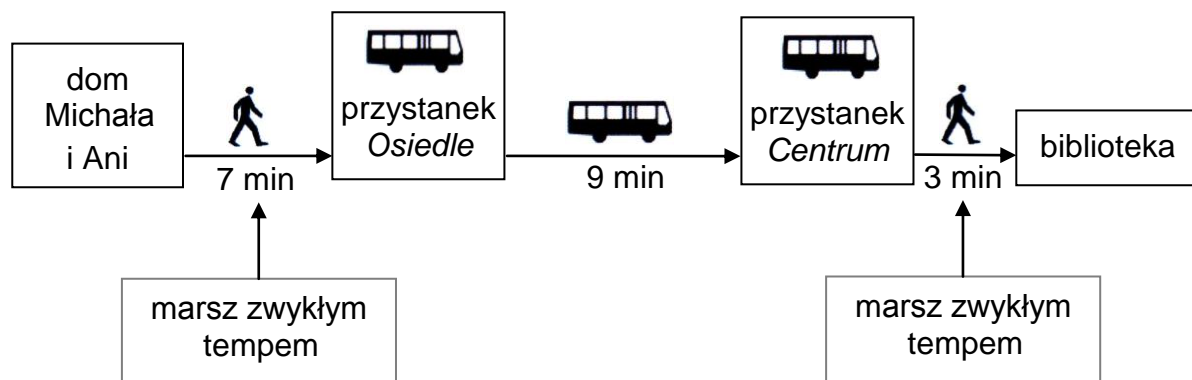 dom
Michała
i Ani
7 min
przystanek
Osiedle
9 min
przystanek
Centrum
3 min
biblioteka
marsz zwykłym
tempem
marsz zwykłym
tempem